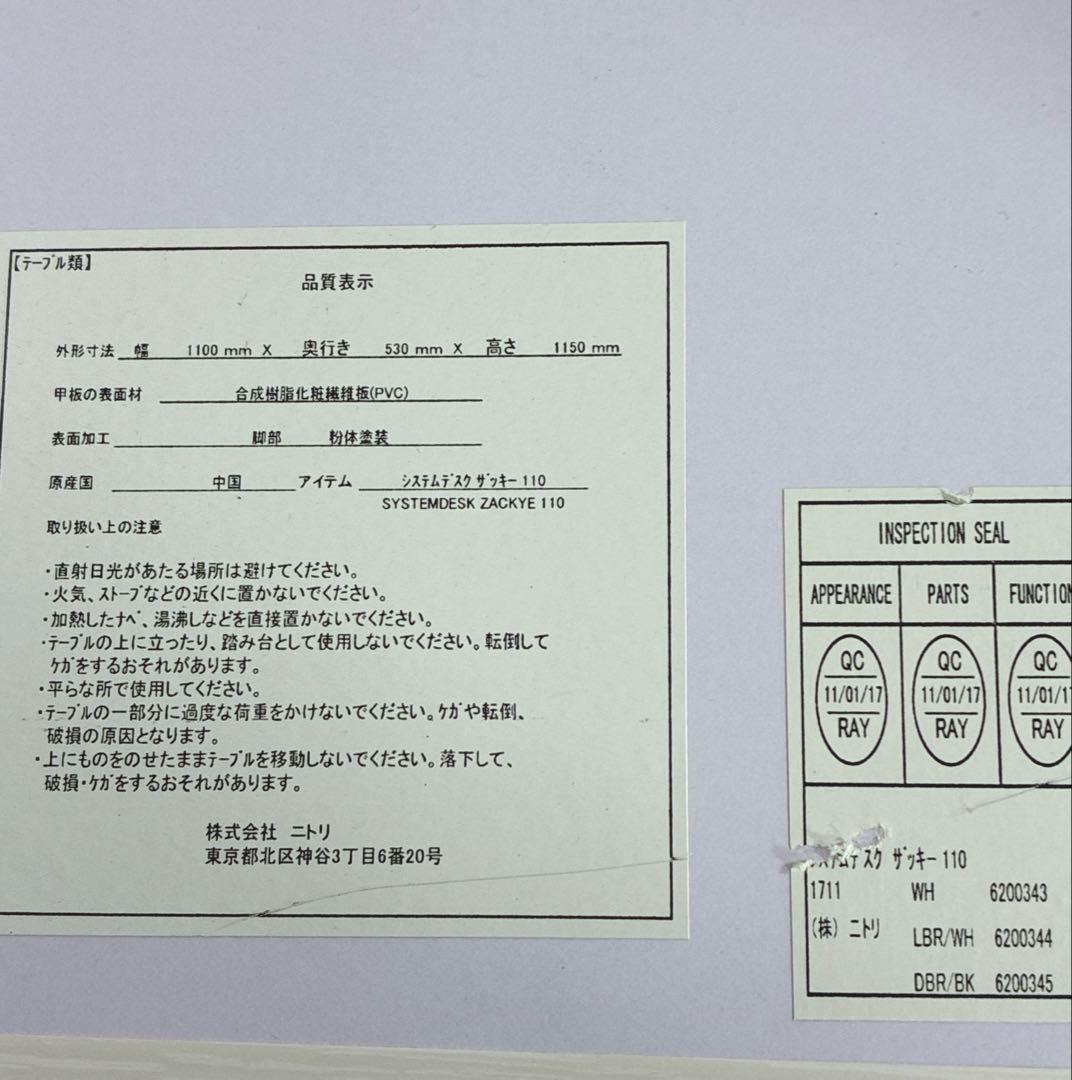 【ﾃｰﾌﾞﾙ類】
品質表示
外形寸法 幅 1100 mm X 奥行き 530 mm X 高さ 1150 mm
甲板の表面材 合成樹脂化粧繊維板(PVC)
表面加工 脚部 粉体塗装
原産国 中国 アイテム ｼｽﾃﾑﾃﾞｽｸ ｻﾞｯｷｰ 110
SYSTEMDESK ZACKYE 110
取り扱い上の注意
・直射日光があたる場所は避けてください。
・火気、ｽﾄｰﾌﾞなどの近くに置かないでください。
・加熱したﾅﾍﾞ、湯沸しなどを直接置かないでください。
・ﾃｰﾌﾞﾙの上に立ったり、踏み台として使用しないでください。転倒して
ｹｶﾞをするおそれがあります。
・平らな所で使用してください。
・ﾃｰﾌﾞﾙの一部分に過度な荷重をかけないでください。ｹｶﾞや転倒、
破損の原因となります。
・上にものをのせたままﾃｰﾌﾞﾙを移動しないでください。落下して、
破損・ｹｶﾞをするおそれがあります。
株式会社 ニトリ
東京都北区神谷3丁目6番20号
INSPECTION SEAL
APPEARANCE PARTS FUNCTION
QC QC QC
11/01/17 11/01/17 11/01/17
RAY RAY RAY
ｼｽﾃﾑﾃﾞｽｸ ｻﾞｯｷｰ 110
1711 WH 6200343
(株) ニトリ LBR/WH 6200344
DBR/BK 6200345